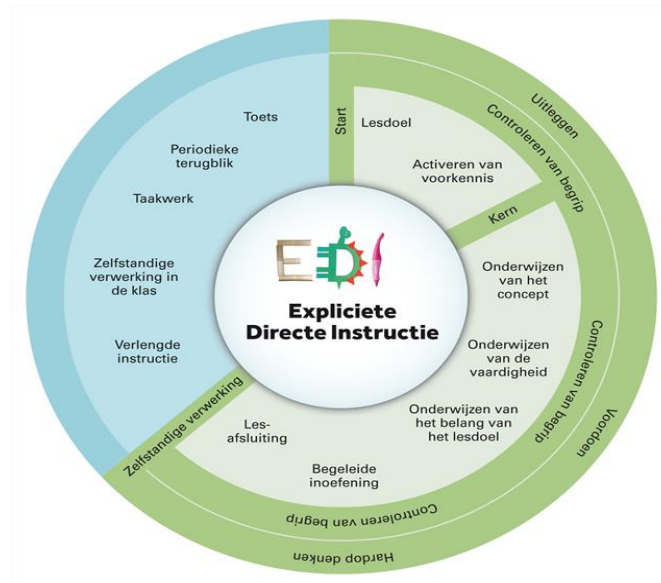 Toets
Periodieke
terugblik
Taakwerk
Zelfstandige
verwerking in
de klas
Verlengde
instructie
Start
Lesdoel
Activeren van
voorkennis
Kern
Onderwijzen
van het
concept
Onderwijzen
van de
vaardigheid
Onderwijzen van
het belang van
het lesdoel
Begeleide
inoefening
Les-
afsluiting
Zelfstandige verwerking
Controleren van begrip
Controleren van begrip
Controleren van begrip
Uitleggen
Voordoen
Hardop denken
EDI
Expliciete
Directe Instructie